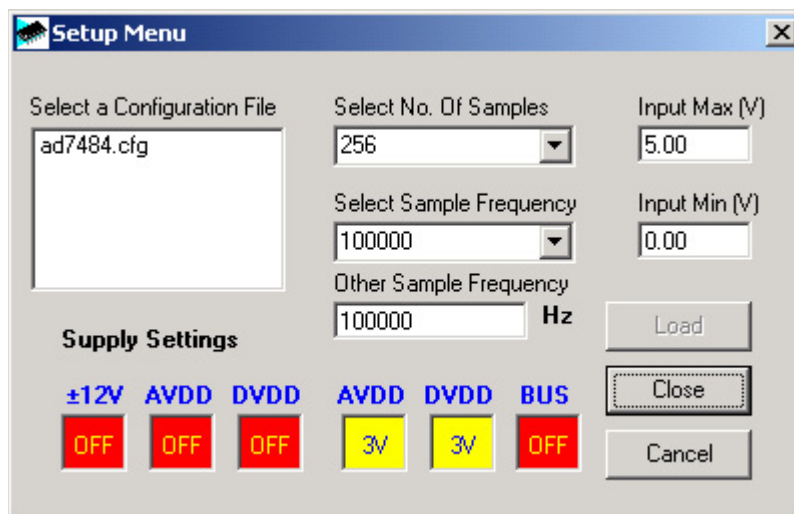 Setup Menu
Select a Configuration File
ad7484.cfg
Select No. Of Samples
256
Input Max (V)
5.00
Select Sample Frequency
100000
Input Min (V)
0.00
Other Sample Frequency
100000 Hz
Load
Supply Settings
±12V AVDD DVDD AVDD DVDD BUS
OFF OFF OFF 3V 3V OFF
Close
Cancel